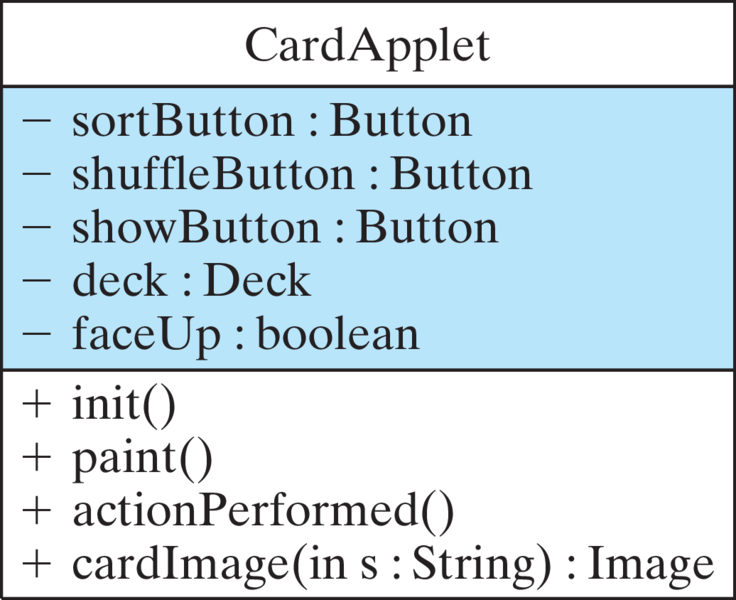 CardApplet
− sortButton : Button
− shuffleButton : Button
− showButton : Button
− deck : Deck
− faceUp : boolean
+ init()
+ paint()
+ actionPerformed()
+ cardImage(in s : String) : Image